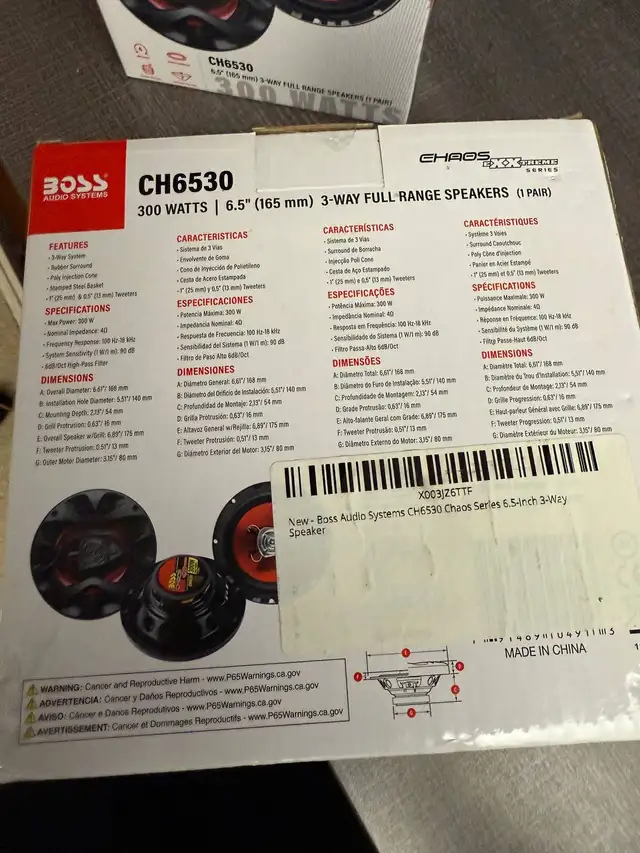 CH6530
6.5" (165 mm) 3-WAY FULL RANGE SPEAKERS (1 PAIR)
300 WATTS
BOSS
AUDIO SYSTEMS
CH6530
300 WATTS | 6.5" (165 mm) 3-WAY FULL RANGE SPEAKERS (1 PAIR)
CHAOS EXXTREME
SERIES
FEATURES
• 3-Way System
• Rubber Surround
• Poly Injection Cone
• Stamped Steel Basket
• 1" (25 mm) & 0.5" (13 mm) Tweeters
SPECIFICATIONS
• Max Power: 300 W
• Nominal Impedance: 4Ω
• Frequency Response: 100 Hz-18 kHz
• System Sensitivity (1 W/1 m): 90 dB
• 6dB/Oct High-Pass Filter
DIMENSIONS
A: Overall Diameter: 6,61"/ 168 mm
B: Installation Hole Diameter: 5,51"/ 140 mm
C: Mounting Depth: 2,13"/ 54 mm
D: Grill Protrusion: 0,63"/ 16 mm
E: Overall Speaker w/Grill: 6,89"/ 175 mm
F: Tweeter Protrusion: 0,51"/ 13 mm
G: Outer Motor Diameter: 3,15"/ 80 mm
CARACTERISTICAS
• Sistema de 3 Vias
• Envolvente de Goma
• Cono de Inyección de Polietileno
• Cesta de Acero Estampada
• 1" (25 mm) y 0,5" (13 mm) Tweeters
ESPECIFICACIONES
• Potencia Máxima: 300 W
• Impedancia Nominal: 4Ω
• Respuesta de Frecuencia: 100 Hz-18 kHz
• Sensibilidad del Sistema (1 W/1 m): 90 dB
• Filtro de Paso Alto 6dB/Oct
DIMENSIONES
A: Diámetro General: 6,61"/ 168 mm
B: Diámetro del Orificio de Instalación: 5,51"/ 140 mm
C: Profundidad de Montaje: 2,13"/ 54 mm
D: Grilla Protrusión: 0,63"/ 16 mm
E: Altavoz General w/Rejilla: 6,89"/ 175 mm
F: Tweeter Protrusión: 0,51"/ 13 mm
G: Diámetro Exterior del Motor: 3,15"/ 80 mm
CARACTERÍSTICAS
• Sistema de 3 Vias
• Surround de Borracha
• Injecção Poli Cono
• Cesta de Aço Estampado
• 1" (25 mm) e 0,5" (13 mm) Tweeters
ESPECIFICAÇÕES
• Potência Máxima: 300 W
• Impedância Nominal: 4Ω
• Resposta em Freqüência: 100 Hz-18 kHz
• Sensibilidade do Sistema (1 W/1 m): 90 dB
• Filtro Passa-Alto 6dB/Oct
DIMENSÕES
A: Diâmetro Total: 6,61"/ 168 mm
B: Diâmetro do Furo de Instalação: 5,51"/ 140 mm
C: Profundidade de Montagem: 2,13"/ 54 mm
D: Grade Protrusão: 0,63"/ 16 mm
E: Alto-falante Geral com Grade: 6,89"/ 175 mm
F: Tweeter Protrusão: 0,51"/ 13 mm
G: Diâmetro Externo do Motor: 3,15"/ 80 mm
CARACTÉRISTIQUES
• Système 3 Voies
• Surround Caoutchouc
• Poly Cône d'injection
• Panier en Acier Estampé
• 1" (25 mm) et 0,5" (13 mm) Tweeters
SPÉCIFICATIONS
• Puissance Maximale: 300 W
• Impédance Nominale: 4Ω
• Réponse en Fréquence: 100 Hz-18 kHz
• Sensibilité du Système (1 W/1 m): 90 dB
• Filtre Passe-Haut 6dB/Oct
DIMENSIONS
A: Diamètre Total: 6,61"/ 168 mm
B: Diamètre du Trou d'Installation: 5,51"/ 140 mm
C: Profondeur de Montage: 2,13"/ 54 mm
D: Grille Progression: 0,63"/ 16 mm
E: Haut-parleur Général avec Grille: 6,89"/ 175 mm
F: Tweeter Progression: 0,51"/ 13 mm
G: Diamètre Extérieur du Moteur: 3,15"/ 80 mm
X003JZ6TTF
New - Boss Audio Systems CH6530 Chaos Series 6.5-Inch 3-Way
Speaker
MADE IN CHINA
BOSS
WARNING: Cancer and Reproductive Harm - www.P65Warnings.ca.gov
ADVERTENCIA: Cáncer y Daños Reproductivos - www.P65Warnings.ca.gov
AVISO: Câncer e Danos Reprodutivos - www.P65Warnings.ca.gov
AVERTISSEMENT: Cancer et Dommages Reproductifs - www.P65Warnings.ca.gov